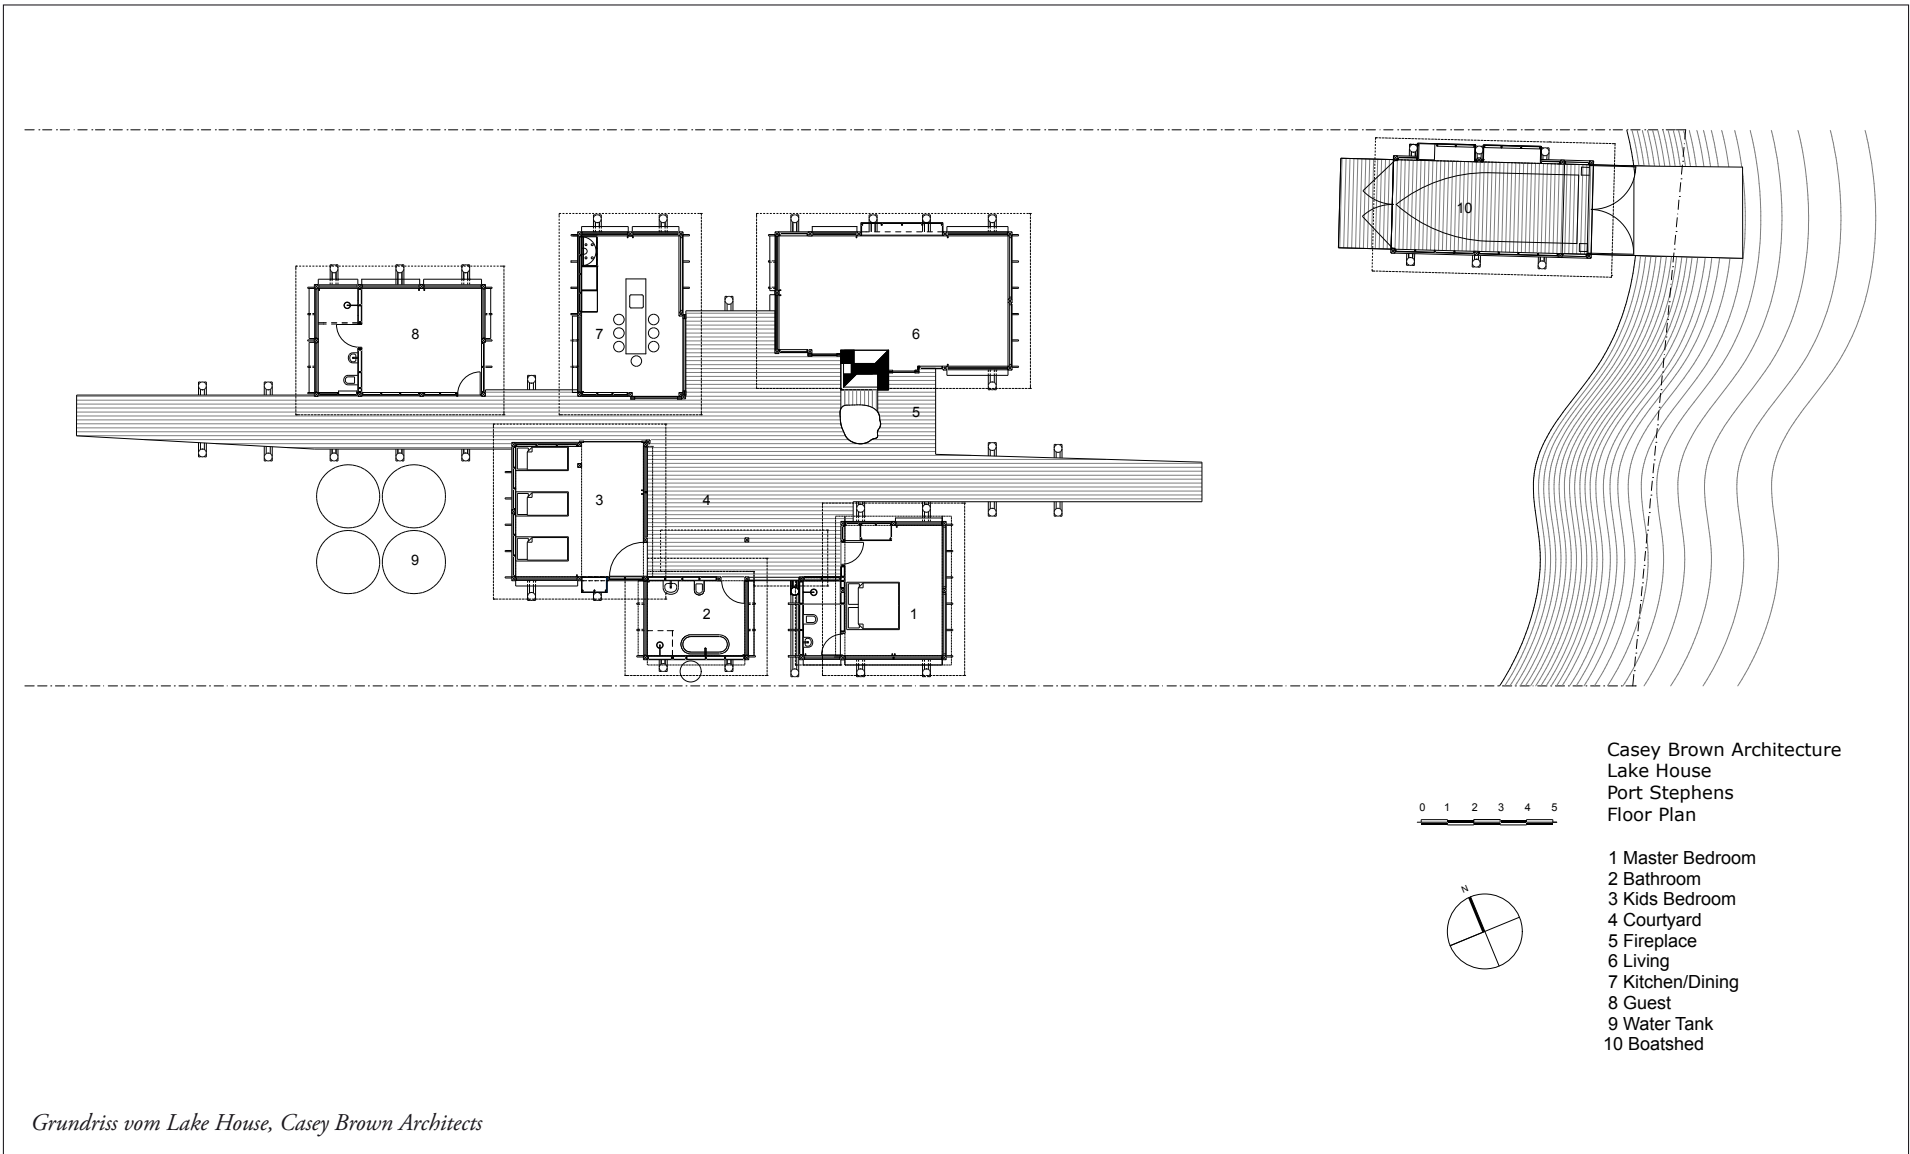 10
8
7
6
5
3
4
9
2
1
Casey Brown Architecture
Lake House
Port Stephens
Floor Plan
0 1 2 3 4 5
N
1 Master Bedroom
2 Bathroom
3 Kids Bedroom
4 Courtyard
5 Fireplace
6 Living
7 Kitchen/Dining
8 Guest
9 Water Tank
10 Boatshed
Grundriss vom Lake House, Casey Brown Architects